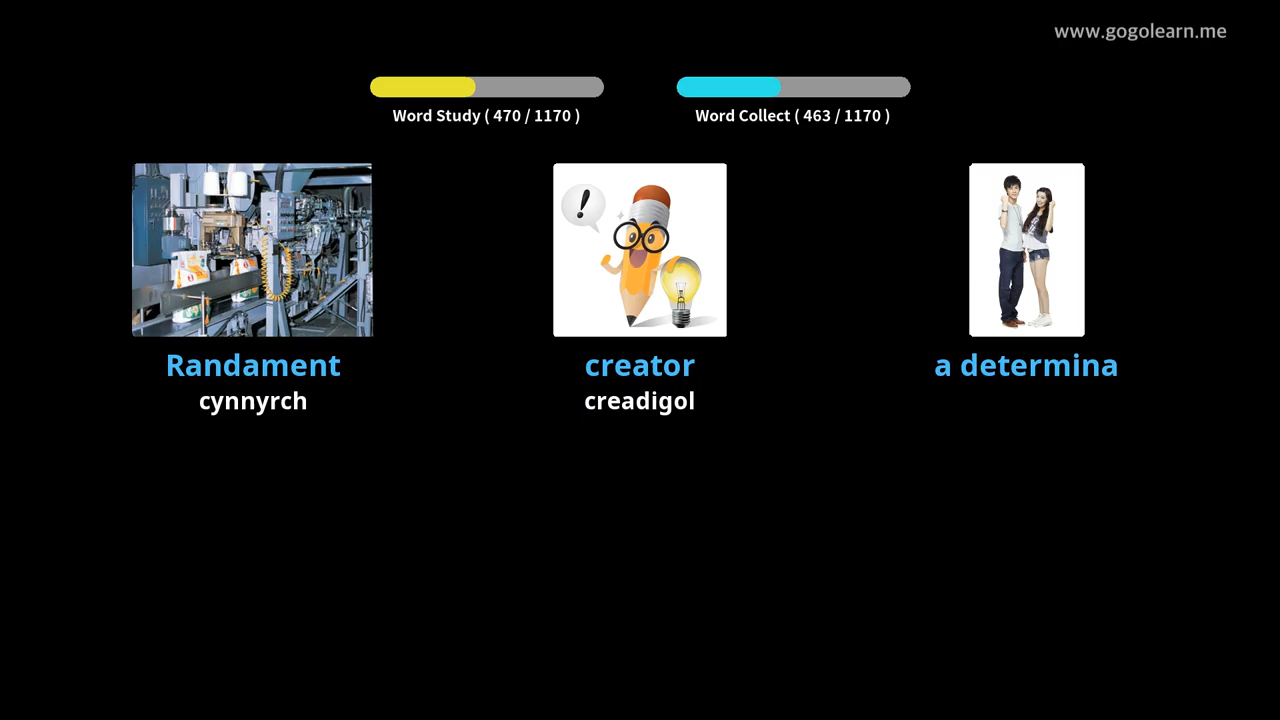 www.gogolearn.me
Word Study ( 470 / 1170 )
Word Collect ( 463 / 1170 )
Randament
cynnyrch
creator
creadigol
a determina